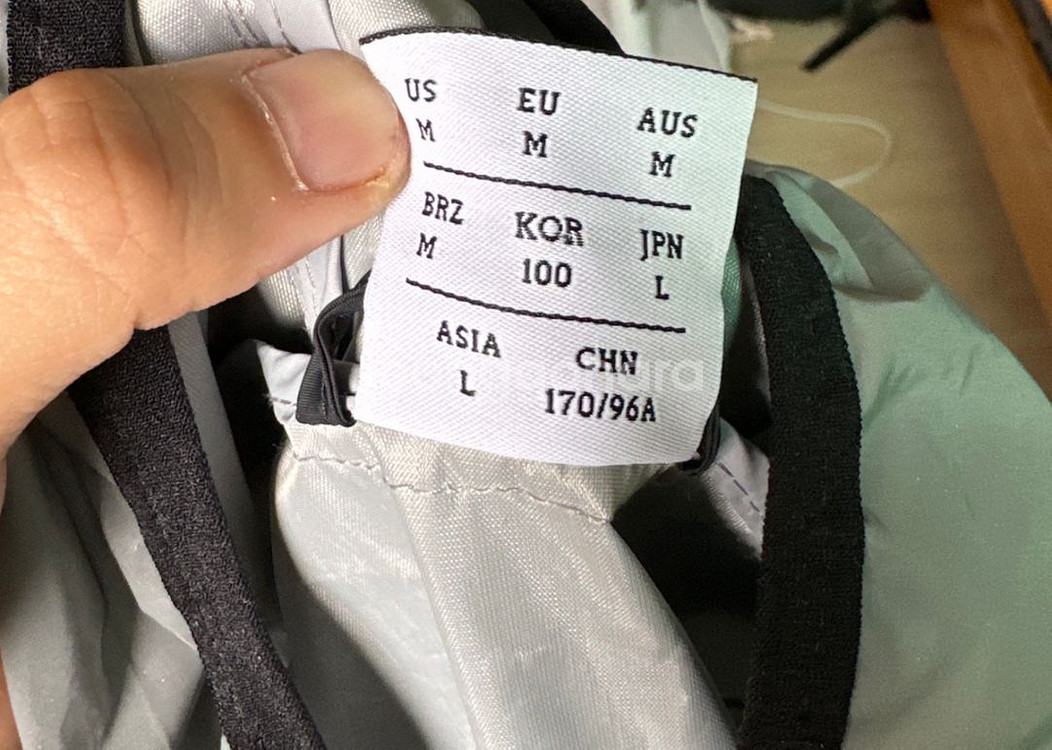 US EU AUS
M M M
BRZ KOR JPN
M 100 L
ASIA CHN
L 170/96A